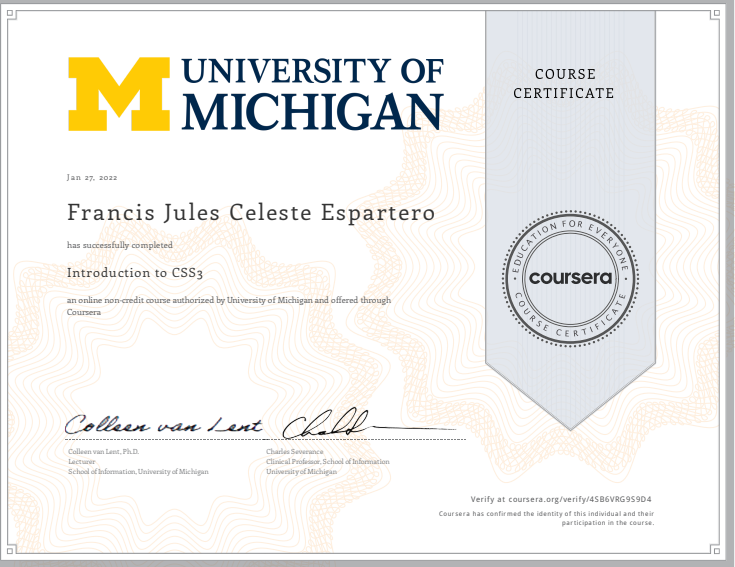 M UNIVERSITY OF
MICHIGAN
COURSE
CERTIFICATE
Jan 27, 2022
Francis Jules Celeste Espartero
has successfully completed
Introduction to CSS3
an online non-credit course authorized by University of Michigan and offered through
Coursera
EDUCATION FOR EVERYONE
coursera
COURSE CERTIFICATE
Colleen van Lent
Colleen van Lent, Ph.D.
Lecturer
School of Information, University of Michigan
Charles Severance
Clinical Professor, School of Information
University of Michigan
Verify at coursera.org/verify/4SB6VRG9S9D4
Coursera has confirmed the identity of this individual and their
participation in the course.